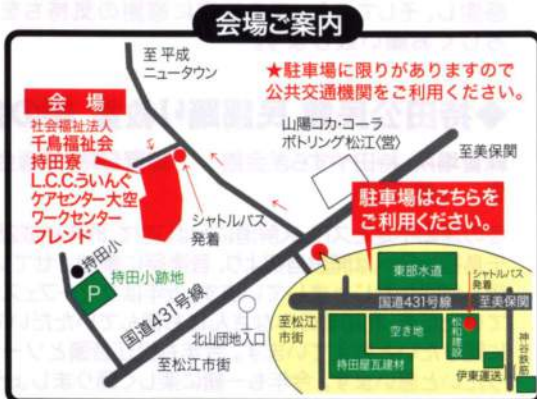 会場ご案内
至 平成
ニュータウン
★駐車場に限りがありますので
公共交通機関をご利用ください。
会 場
社会福祉法人
千鳥福祉会
持田寮
L.C.C.ういんぐ
ケアセンター大空
ワークセンター
フレンド
山陽コカ・コーラ
ボトリング松江〈営〉
至美保関
シャトルバス
発着
駐車場はこちらを
ご利用ください。
持田小
P
持田小跡地
国道431号線
北山団地入口
至松江市街
東部水道
シャトルバス
発着
国道431号線
至美保関
至松江
市街
空き地
松和建設
持田屋瓦建材
伊東運送
神谷鉄筋